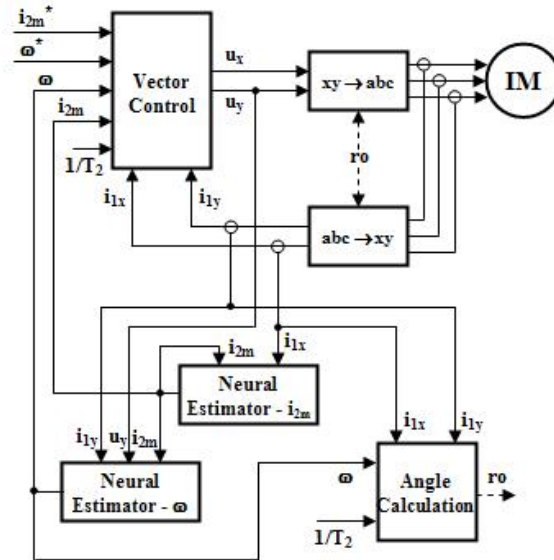 i2m*
ω*
ω
i2m
1/T2
Vector
Control
ux
uy
xy→abc
IM
ro
i1x
i1y
abc→xy
i2m
i1x
Neural
Estimator - i2m
i1y
uy
i2m
Neural
Estimator - ω
i1x
i1y
ω
Angle
Calculation
ro
1/T2